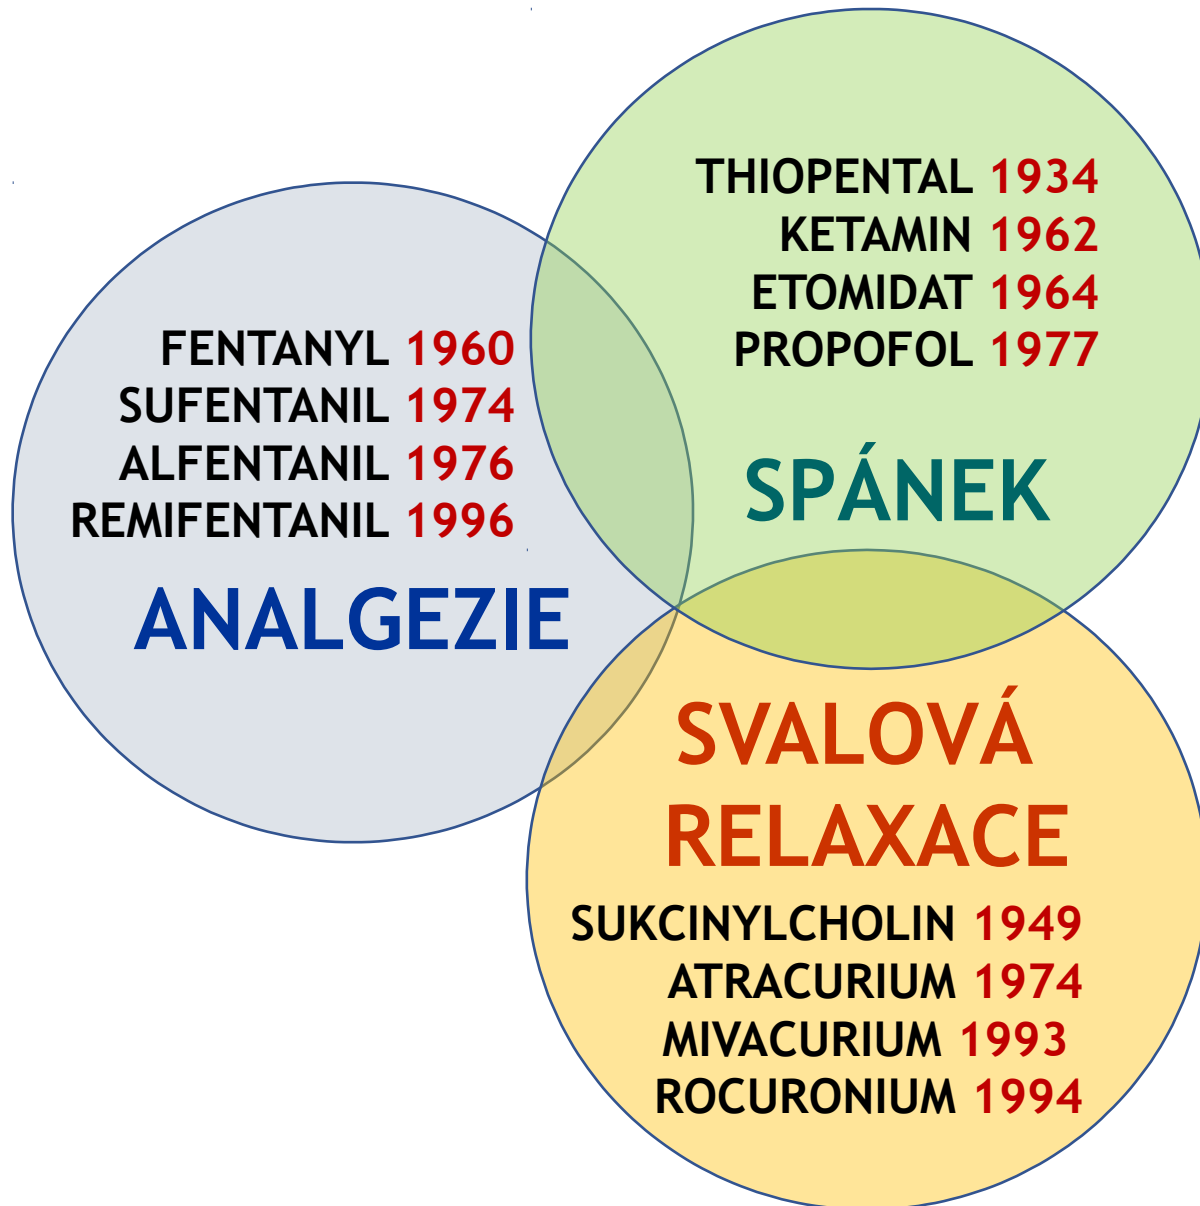 THIOPENTAL 1934
KETAMIN 1962
ETOMIDAT 1964
PROPOFOL 1977
SPÁNEK
FENTANYL 1960
SUFENTANIL 1974
ALFENTANIL 1976
REMIFENTANIL 1996
ANALGEZIE
SVALOVÁ
RELAXACE
SUKCINYLCHOLIN 1949
ATRACURIUM 1974
MIVACURIUM 1993
ROCURONIUM 1994